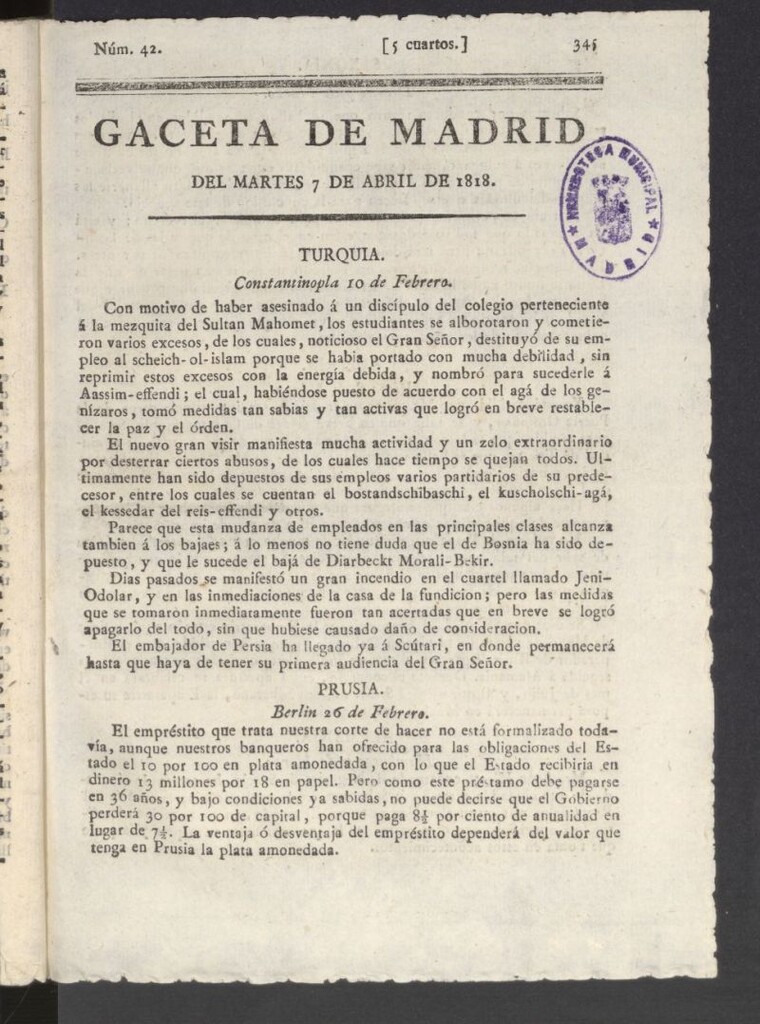 Núm. 42.
[5 cuartos.]
345
GACETA DE MADRID
DEL MARTES 7 DE ABRIL DE 1818.
HEMEROTECA MUNICIPAL
MADRID
TURQUIA.
Constantinopla 10 de Febrero.
Con motivo de haber asesinado á un discípulo del colegio perteneciente
á la mezquita del Sultan Mahomet, los estudiantes se alborotaron y cometie-
ron varios excesos, de los cuales, noticioso el Gran Señor, destituyó de su em-
pleo al scheich-ol-islam porque se habia portado con mucha debilidad, sin
reprimir estos excesos con la energía debida, y nombró para sucederle á
Aassim-effendi; el cual, habiéndose puesto de acuerdo con el agá de los ge-
nízaros, tomó medidas tan sabias y tan activas que logró en breve restable-
cer la paz y el órden.
El nuevo gran visir manifiesta mucha actividad y un zelo extraordinario
por desterrar ciertos abusos, de los cuales hace tiempo se quejan todos. Ul-
timamente han sido depuestos de sus empleos varios partidarios de su prede-
cesor, entre los cuales se cuentan el bostandschibaschi, el kuscholschi-agá,
el kessedar del reis-effendi y otros.
Parece que esta mudanza de empleados en las principales clases alcanza
tambien á los bajaes; á lo menos no tiene duda que el de Bosnia ha sido de-
puesto, y que le sucede el bajá de Diarbeckt Morali-Bekir.
Dias pasados se manifestó un gran incendio en el cuartel llamado Jeni-
Odolar, y en las inmediaciones de la casa de la fundicion; pero las medidas
que se tomaron inmediatamente fueron tan acertadas que en breve se logró
apagarlo del todo, sin que hubiese causado daño de consideracion.
El embajador de Persia ha llegado ya á Scútari, en donde permanecerá
hasta que haya de tener su primera audiencia del Gran Señor.
PRUSIA.
Berlin 26 de Febrero.
El empréstito que trata nuestra corte de hacer no está formalizado toda-
vía, aunque nuestros banqueros han ofrecido para las obligaciones del Es-
tado el 10 por 100 en plata amonedada, con lo que el Estado recibiria en
dinero 13 millones por 18 en papel. Pero como este préstamo debe pagarse
en 36 años, y bajo condiciones ya sabidas, no puede decirse que el Gobierno
perderá 30 por 100 de capital, porque paga 8½ por ciento de anualidad en
lugar de 7½. La ventaja ó desventaja del empréstito dependerá del valor que
tenga en Prusia la plata amonedada.